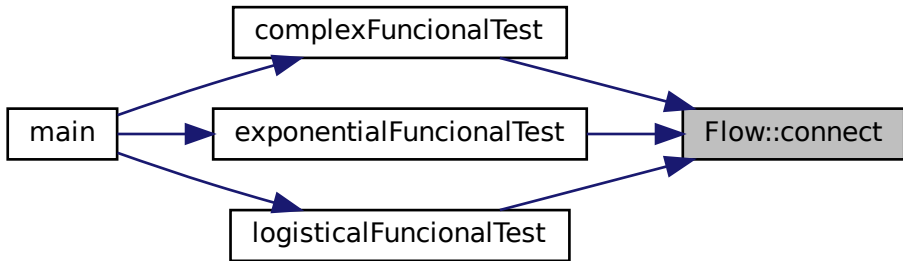 complexFuncionalTest
main
exponentialFuncionalTest
Flow::connect
logisticalFuncionalTest